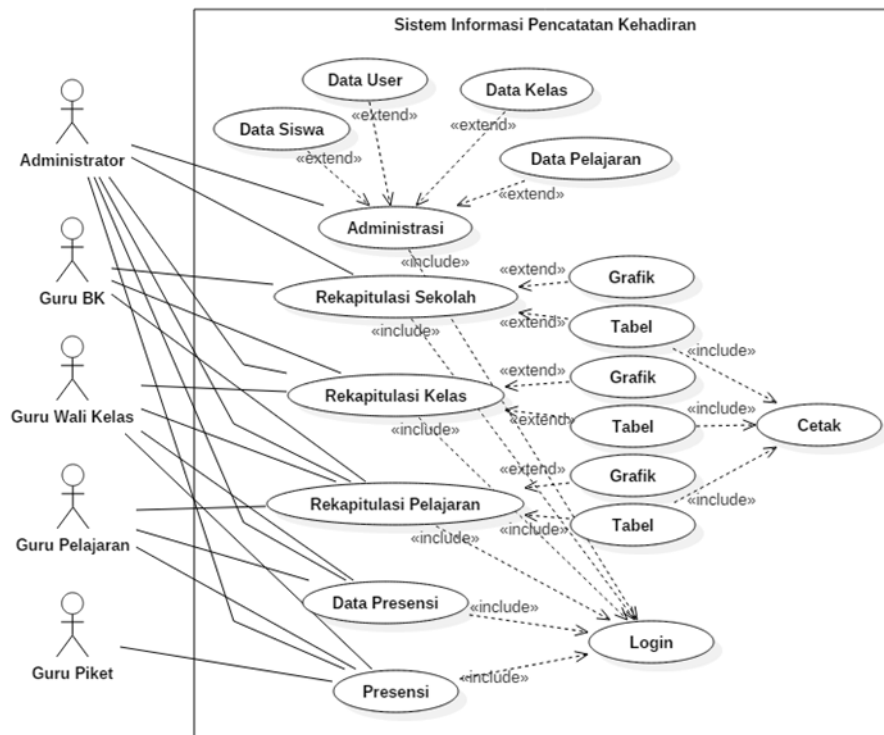 Sistem Informasi Pencatatan Kehadiran
Data User
Data Kelas
«extend»
«extend»
Data Siswa
«extend»
Data Pelajaran
Administrator
«extend»
Administrasi
«include»
«extend»
Grafik
Guru BK
Rekapitulasi Sekolah
«extend»
Tabel
«include»
«include»
«extend»
Grafik
Guru Wali Kelas
Rekapitulasi Kelas
«include»
«extend»
Tabel
«include»
Cetak
«extend»
Grafik
Rekapitulasi Pelajaran
«include»
Guru Pelajaran
«extend»
Tabel
«include»
Data Presensi
«include»
Login
Guru Piket
Presensi
«include»